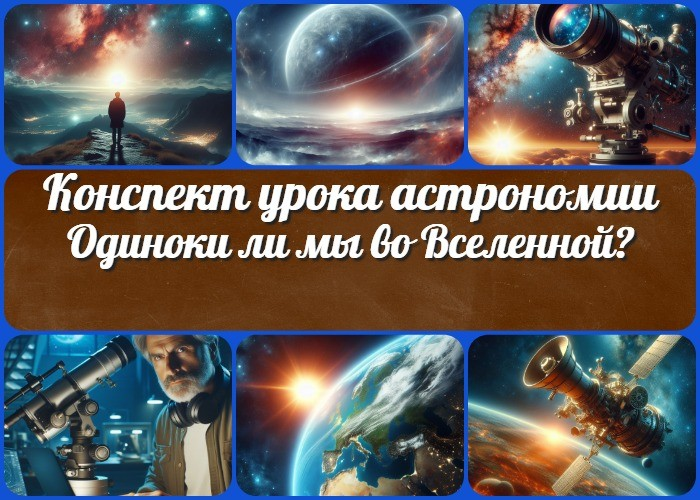 Конспект урока астрономии
Одиноки ли мы во Вселенной?